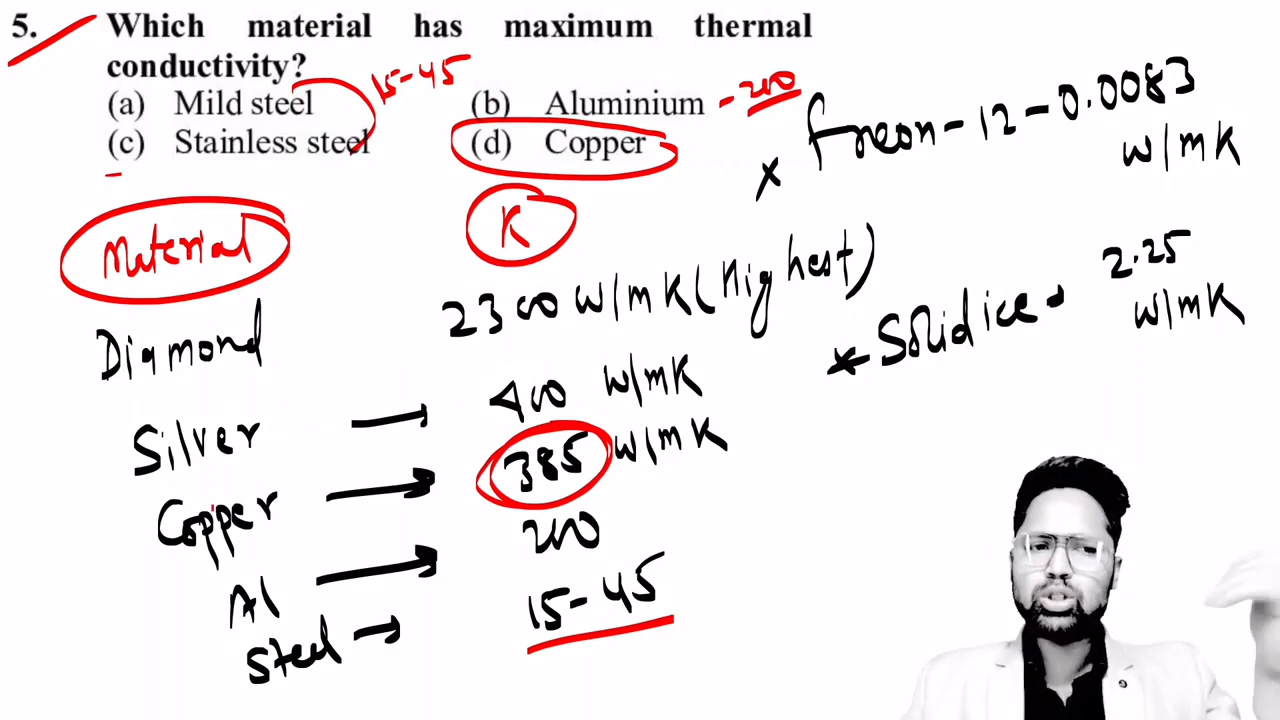 5. Which material has maximum thermal
conductivity?
15-45
(a) Mild steel (b) Aluminium - 200
(c) Stainless steel (d) Copper
* Freon-12-0.0083
W/mK
Material K
Diamond 2300 W/mK (Highest)
* Solid ice - 2.25
W/mK
Silver → 400 W/mK
Copper → 385 W/mK
Al → 200
Steel → 15-45